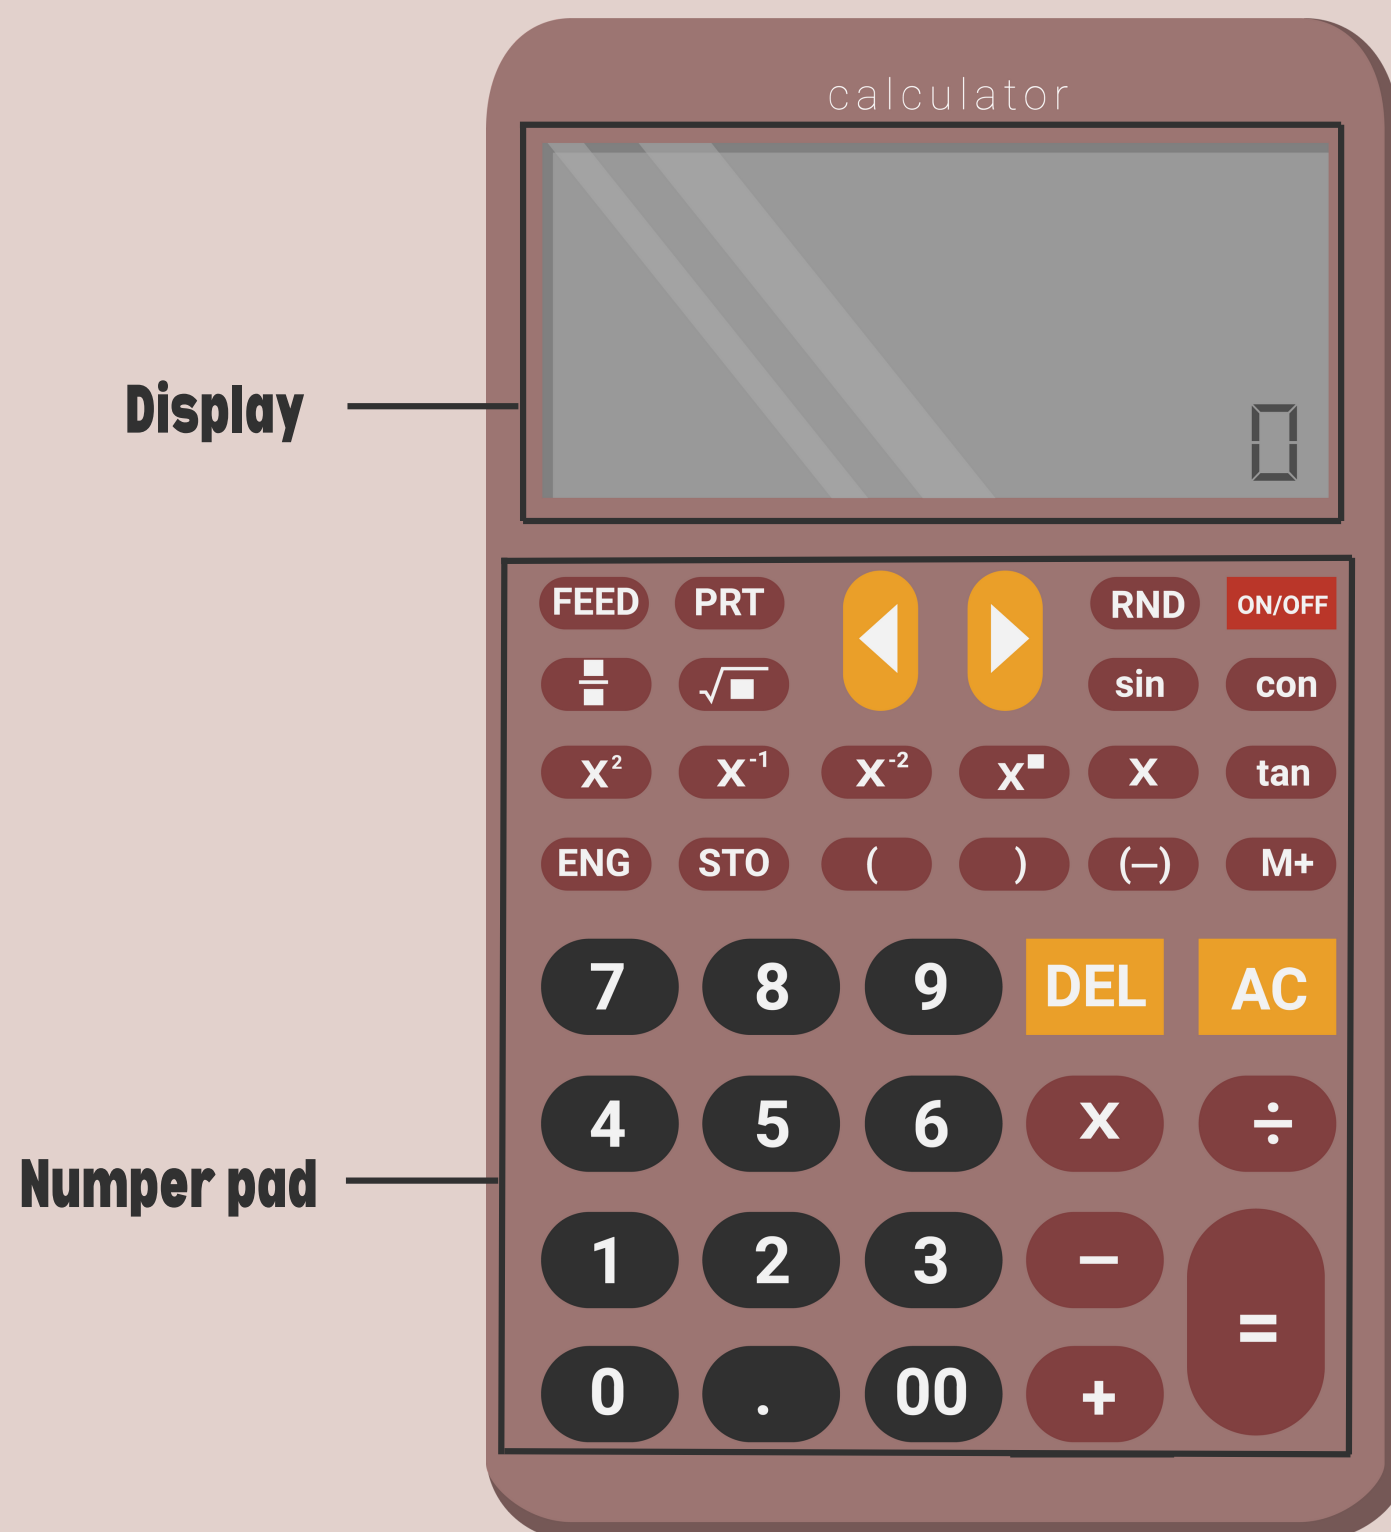 calculator
Display
0
FEED PRT RND ON/OFF
√ sin con
x² x⁻¹ x⁻² x■ x tan
ENG STO ( ) (—) M+
7 8 9 DEL AC
Numper pad
4 5 6 x ÷
1 2 3 −
=
0 . 00 +